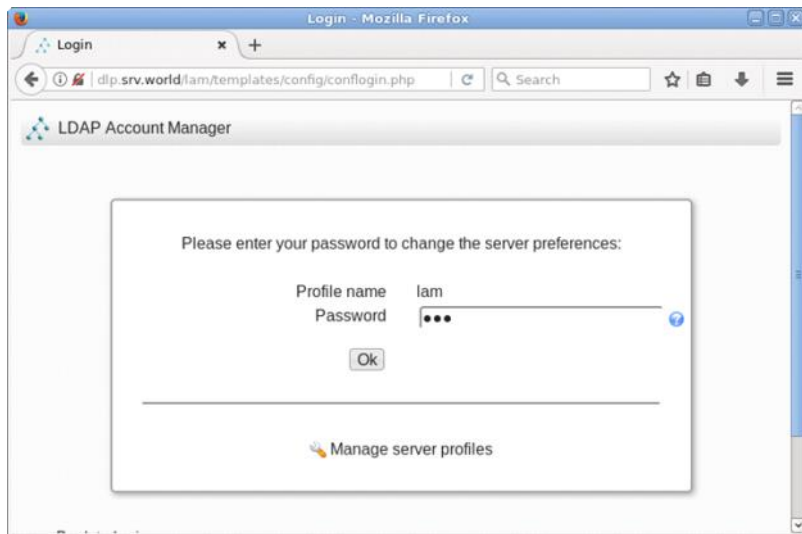 Login - Mozilla Firefox
Login
dlp.srv.world/lam/templates/config/conflogin.php
Search
LDAP Account Manager
Please enter your password to change the server preferences:
Profile name lam
Password •••
Ok
Manage server profiles